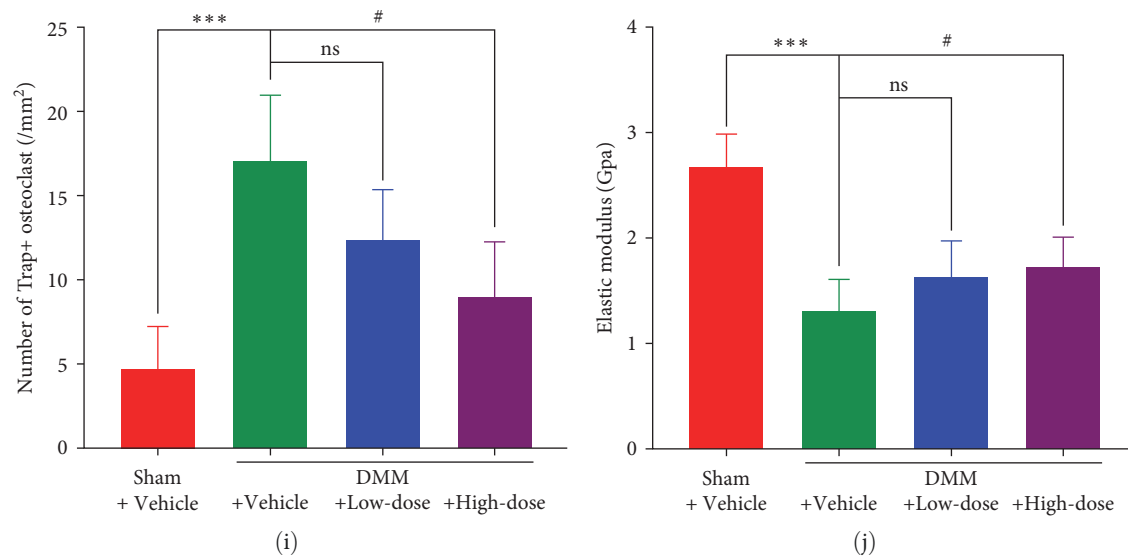 25
20
15
10
5
0
Number of Trap+ osteoclast (/mm²)
***
#
ns
Sham
+ Vehicle
DMM
+Vehicle
+Low-dose
+High-dose
(i)
4
3
2
1
0
Elastic modulus (Gpa)
***
#
ns
Sham
+ Vehicle
DMM
+Vehicle
+Low-dose
+High-dose
(j)